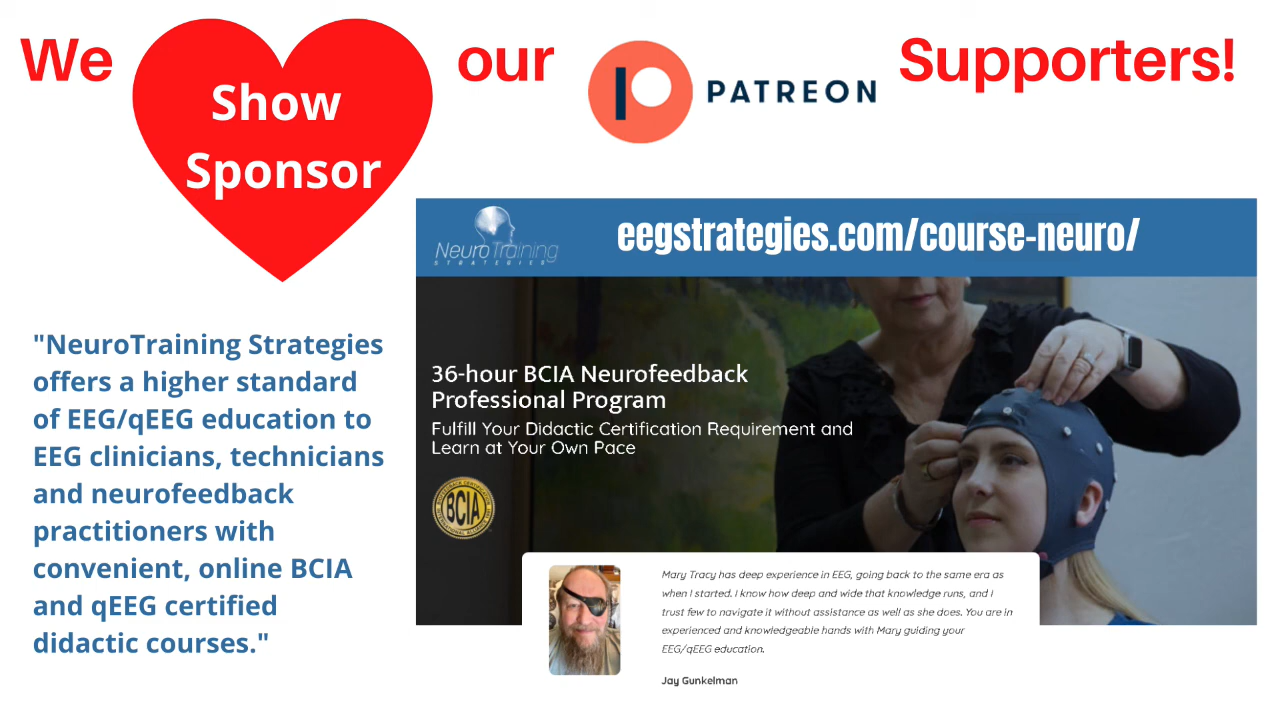 We
Show
Sponsor
our
PATREON
Supporters!
NeuroTraining
STRATEGIES
eegstrategies.com/course-neuro/
"NeuroTraining Strategies
offers a higher standard
of EEG/qEEG education to
EEG clinicians, technicians
and neurofeedback
practitioners with
convenient, online BCIA
and qEEG certified
didactic courses."
36-hour BCIA Neurofeedback
Professional Program
Fulfill Your Didactic Certification Requirement and
Learn at Your Own Pace
BCIA
Mary Tracy has deep experience in EEG, going back to the same era as
when I started. I know how deep and wide that knowledge runs, and I
trust few to navigate it without assistance as well as she does. You are in
experienced and knowledgeable hands with Mary guiding your
EEG/qEEG education.
Jay Gunkelman